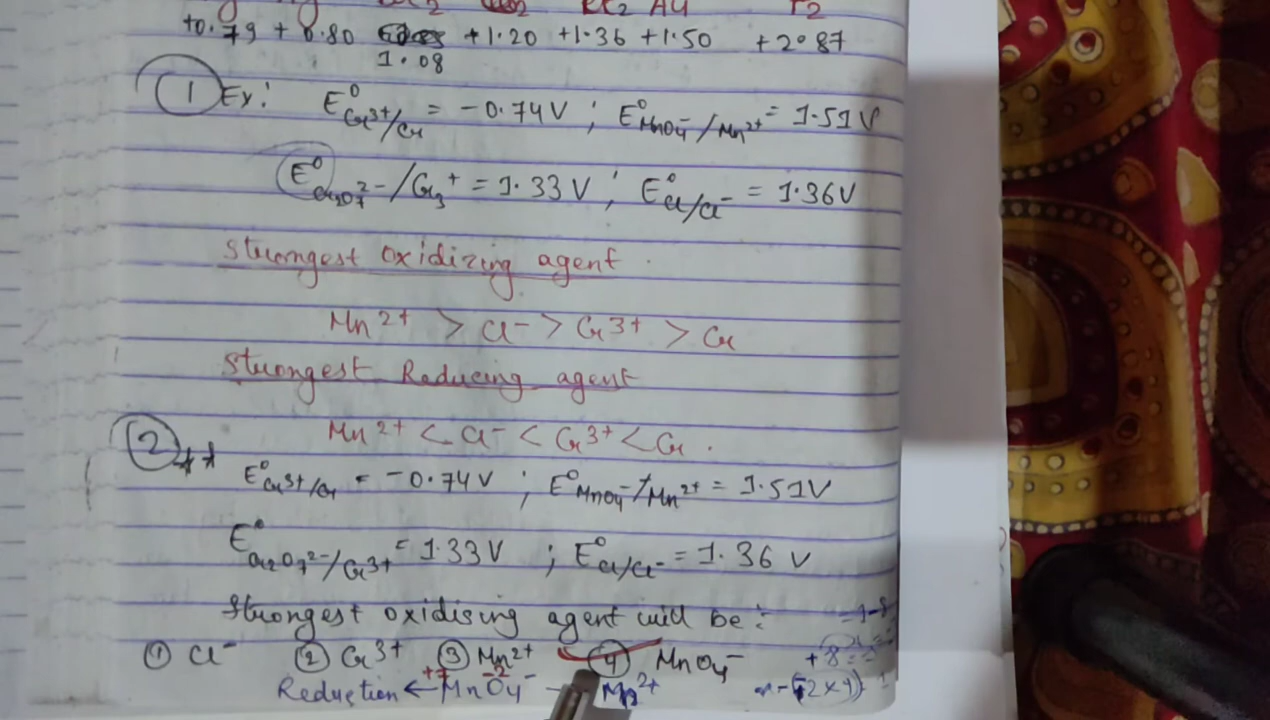 +0.79 +0.80 +1.20 +1.36 +1.50 +2.87
1.08
① Ex: E°Cr³⁺/Cr = -0.74V ; E°MnO₄⁻/Mn²⁺ = 1.51V
E°Cr₂O₇²⁻/Cr₃⁺ = 1.33V ; E°Cl/Cl⁻ = 1.36V
Strongest oxidizing agent.
Mn²⁺ > Cl⁻ > Cr³⁺ > Cr
Strongest Reducing agent
Mn²⁺ < Cl⁻ < Cr³⁺ < Cr.
② **
E°Cr³⁺/Cr = -0.74V ; E°MnO₄⁻/Mn²⁺ = 1.51V
E°Cr₂O₇²⁻/Cr³⁺ = 1.33V ; E°Cl/Cl⁻ = 1.36 V
Strongest oxidising agent will be:
① Cl⁻ ② Cr³⁺ ③ Mn²⁺ ④ MnO₄⁻
+7 -2
Reduction ← MnO₄⁻ Mn²⁺